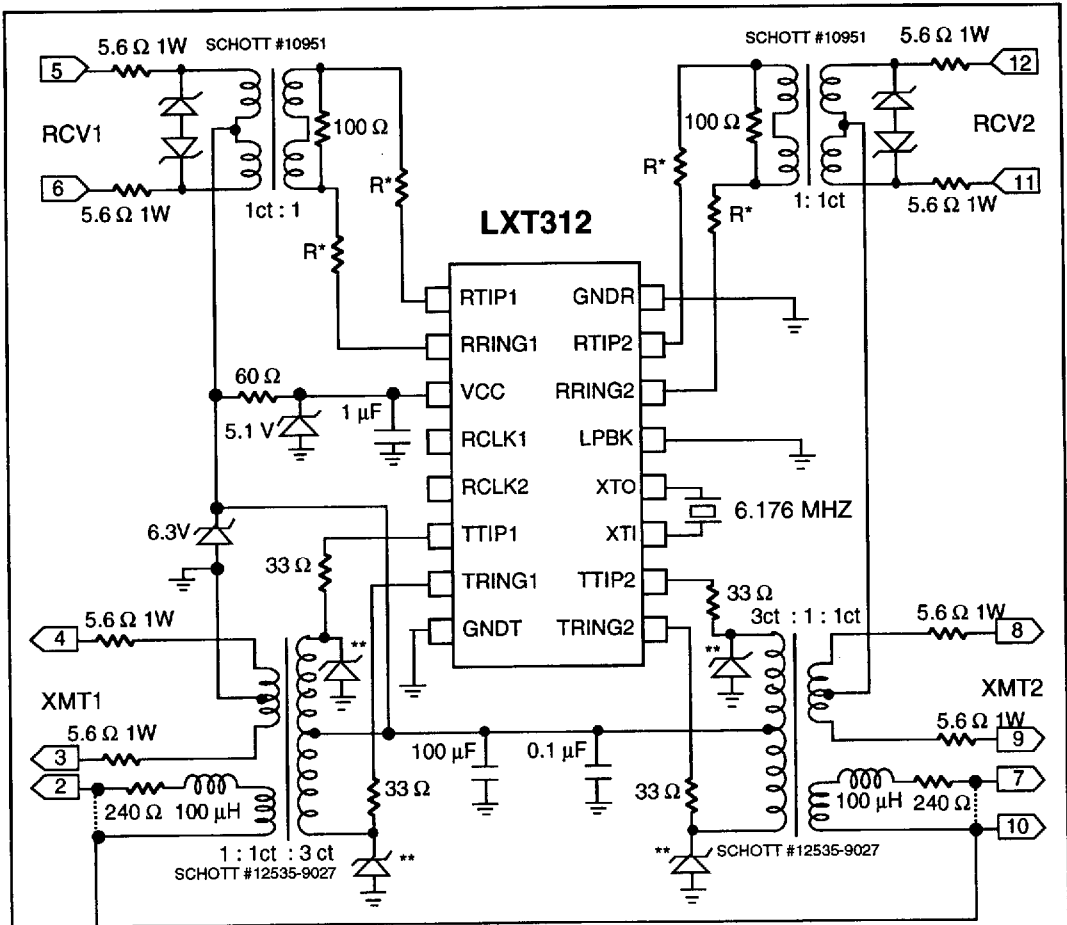 SCHOTT #10951
SCHOTT #10951
5.6 Ω 1W
5.6 Ω 1W
5
12
RCV1
100 Ω
100 Ω
RCV2
R*
R*
6
11
5.6 Ω 1W
1ct : 1
1 : 1ct
5.6 Ω 1W
R*
R*
LXT312
RTIP1
GNDR
RRING1
RTIP2
60 Ω
VCC
RRING2
5.1 V
1 µF
RCLK1
LPBK
RCLK2
XTO
6.176 MHZ
6.3V
TTIP1
XTI
33 Ω
TRING1
TTIP2
33 Ω
5.6 Ω 1W
GNDT
TRING2
3ct : 1 : 1ct
5.6 Ω 1W
4
**
**
8
XMT1
XMT2
5.6 Ω 1W
5.6 Ω 1W
3
100 µF
0.1 µF
9
2
33 Ω
33 Ω
7
240 Ω
100 µH
100 µH
240 Ω
10
1 : 1ct : 3 ct
**
**
SCHOTT #12535-9027
SCHOTT #12535-9027